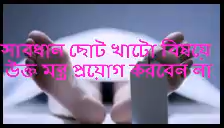 সাবধান ছোট খাটো বিষয়ে
উক্ত মন্ত্র প্রয়োগ করবেন না